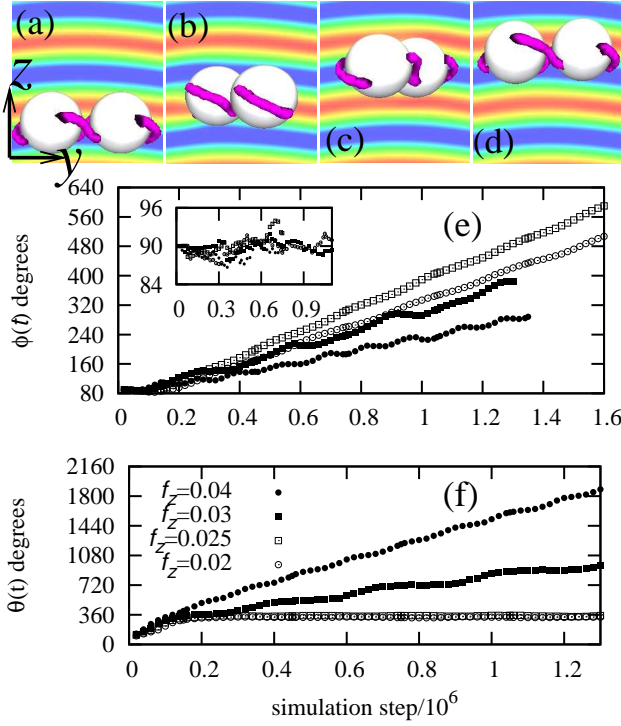 (a) (b) (c) (d)
z
y
640
560
480
400
320
240
160
80
ϕ(t) degrees
96
90
84
0 0.3 0.6 0.9
(e)
0 0.2 0.4 0.6 0.8 1 1.2 1.4 1.6
2160
1800
1440
1080
720
360
0
θ(t) degrees
f_z=0.04
f_z=0.03
f_z=0.025
f_z=0.02
(f)
0 0.2 0.4 0.6 0.8 1 1.2
simulation step/10^6